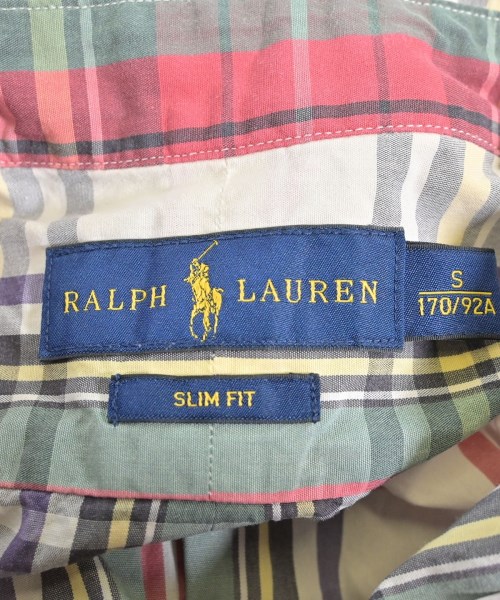 RALPH LAUREN
S
170/92A
SLIM FIT